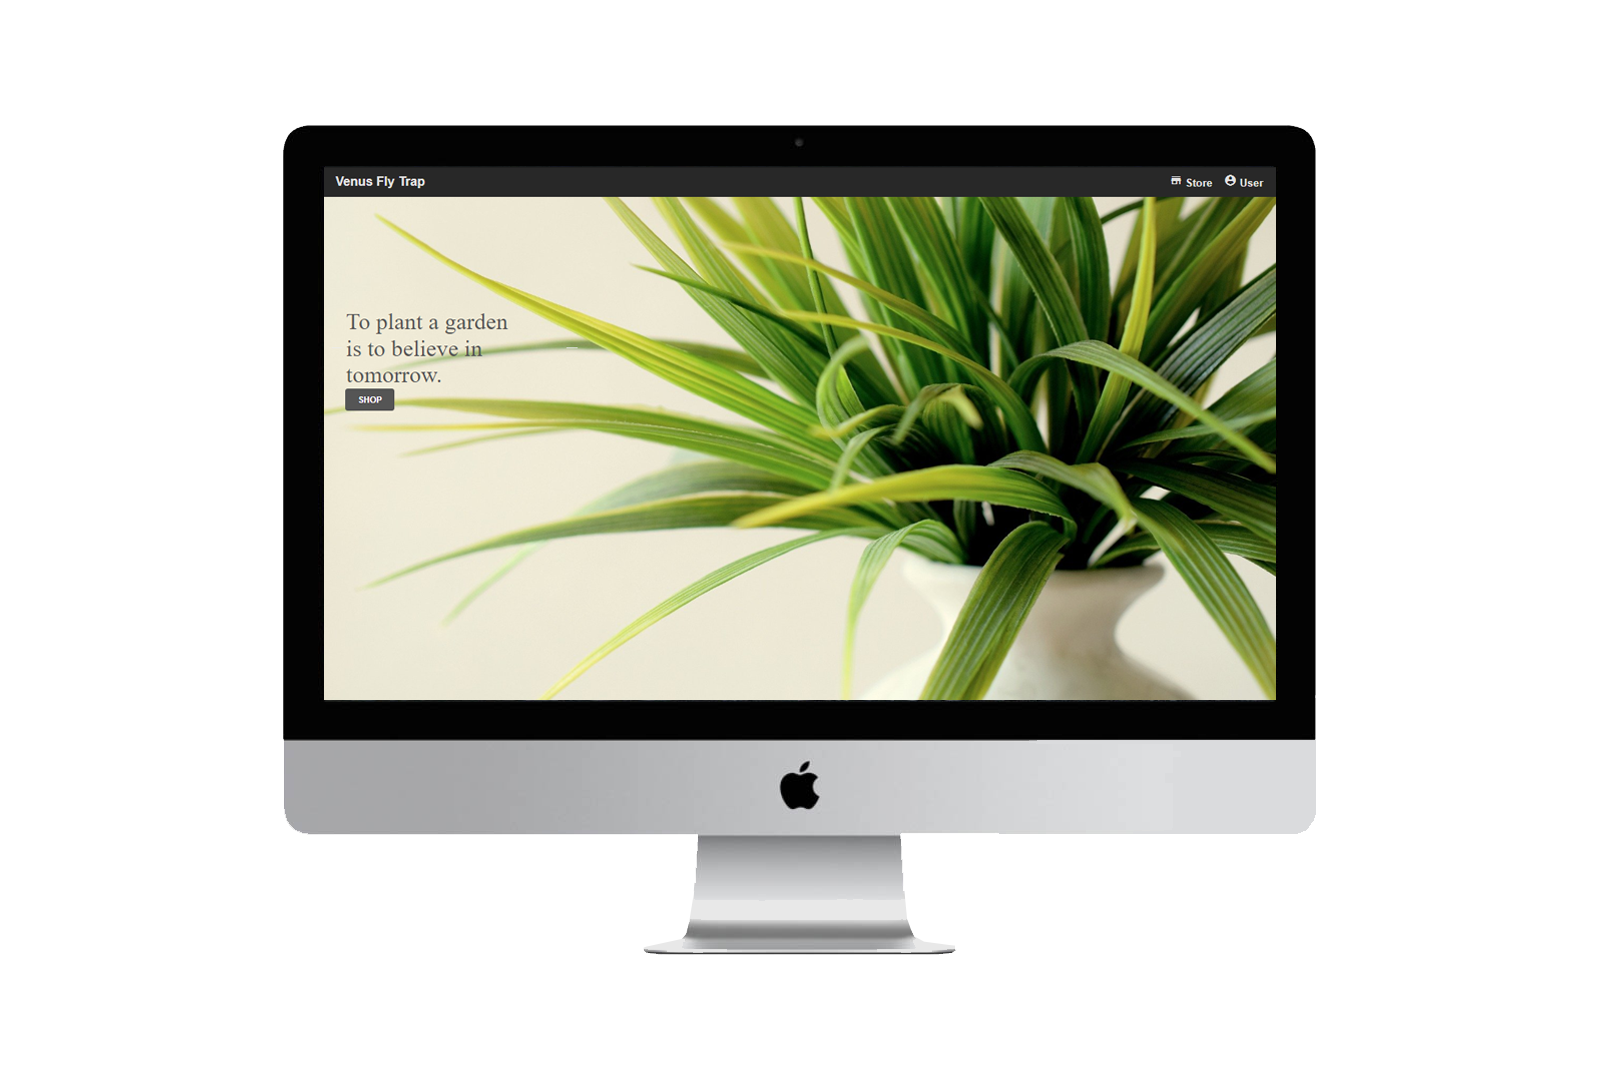 Venus Fly Trap
Store
User
To plant a garden
is to believe in
tomorrow.
SHOP